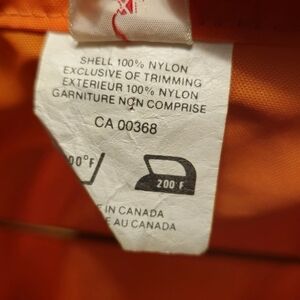 SHELL 100% NYLON
EXCLUSIVE OF TRIMMING
EXTERIEUR 100% NYLON
GARNITURE NON COMPRISE
CA 00368
00°F
200°F
E IN CANADA
E AU CANADA